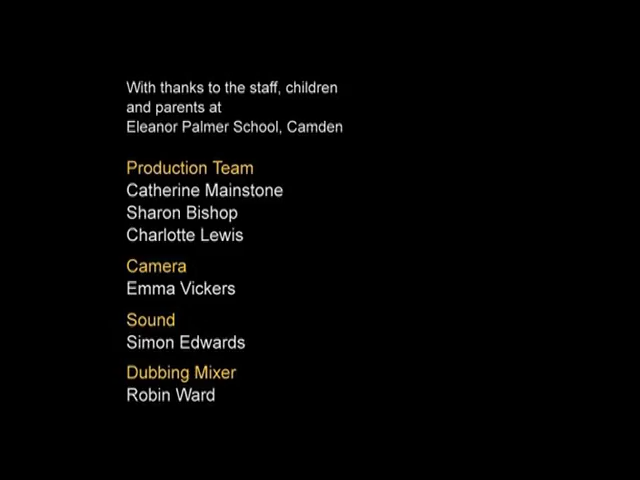 With thanks to the staff, children
and parents at
Eleanor Palmer School, Camden
Production Team
Catherine Mainstone
Sharon Bishop
Charlotte Lewis
Camera
Emma Vickers
Sound
Simon Edwards
Dubbing Mixer
Robin Ward